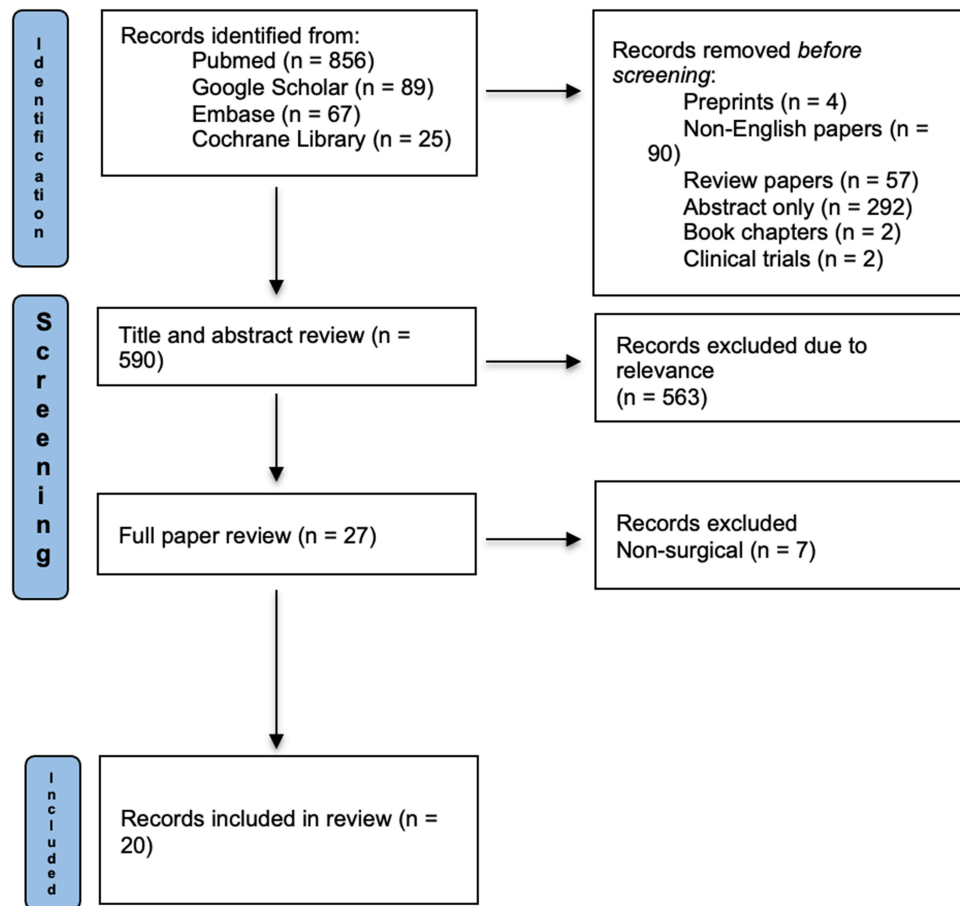 Identification
Records identified from:
Pubmed (n = 856)
Google Scholar (n = 89)
Embase (n = 67)
Cochrane Library (n = 25)
Records removed before
screening:
Preprints (n = 4)
Non-English papers (n =
90)
Review papers (n = 57)
Abstract only (n = 292)
Book chapters (n = 2)
Clinical trials (n = 2)
Screening
Title and abstract review (n =
590)
Records excluded due to
relevance
(n = 563)
Full paper review (n = 27)
Records excluded
Non-surgical (n = 7)
Included
Records included in review (n =
20)